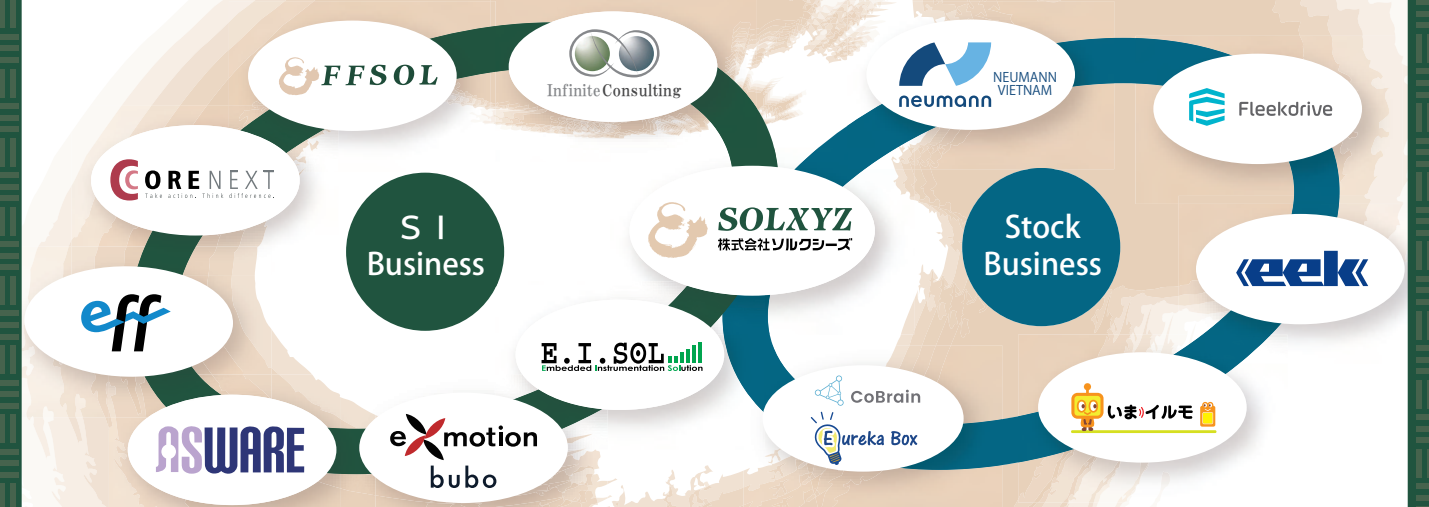 FFSOL
Infinite Consulting
neumann
NEUMANN
VIETNAM
Fleekdrive
CORE NEXT
Take action. Think difference.
S I
Business
SOLXYZ
株式会社ソルクシーズ
Stock
Business
eek
eff
E.I.SOL
Embedded Instrumentation Solution
CoBrain
Eureka Box
いま イルモ
ASWARE
eXmotion
bubo